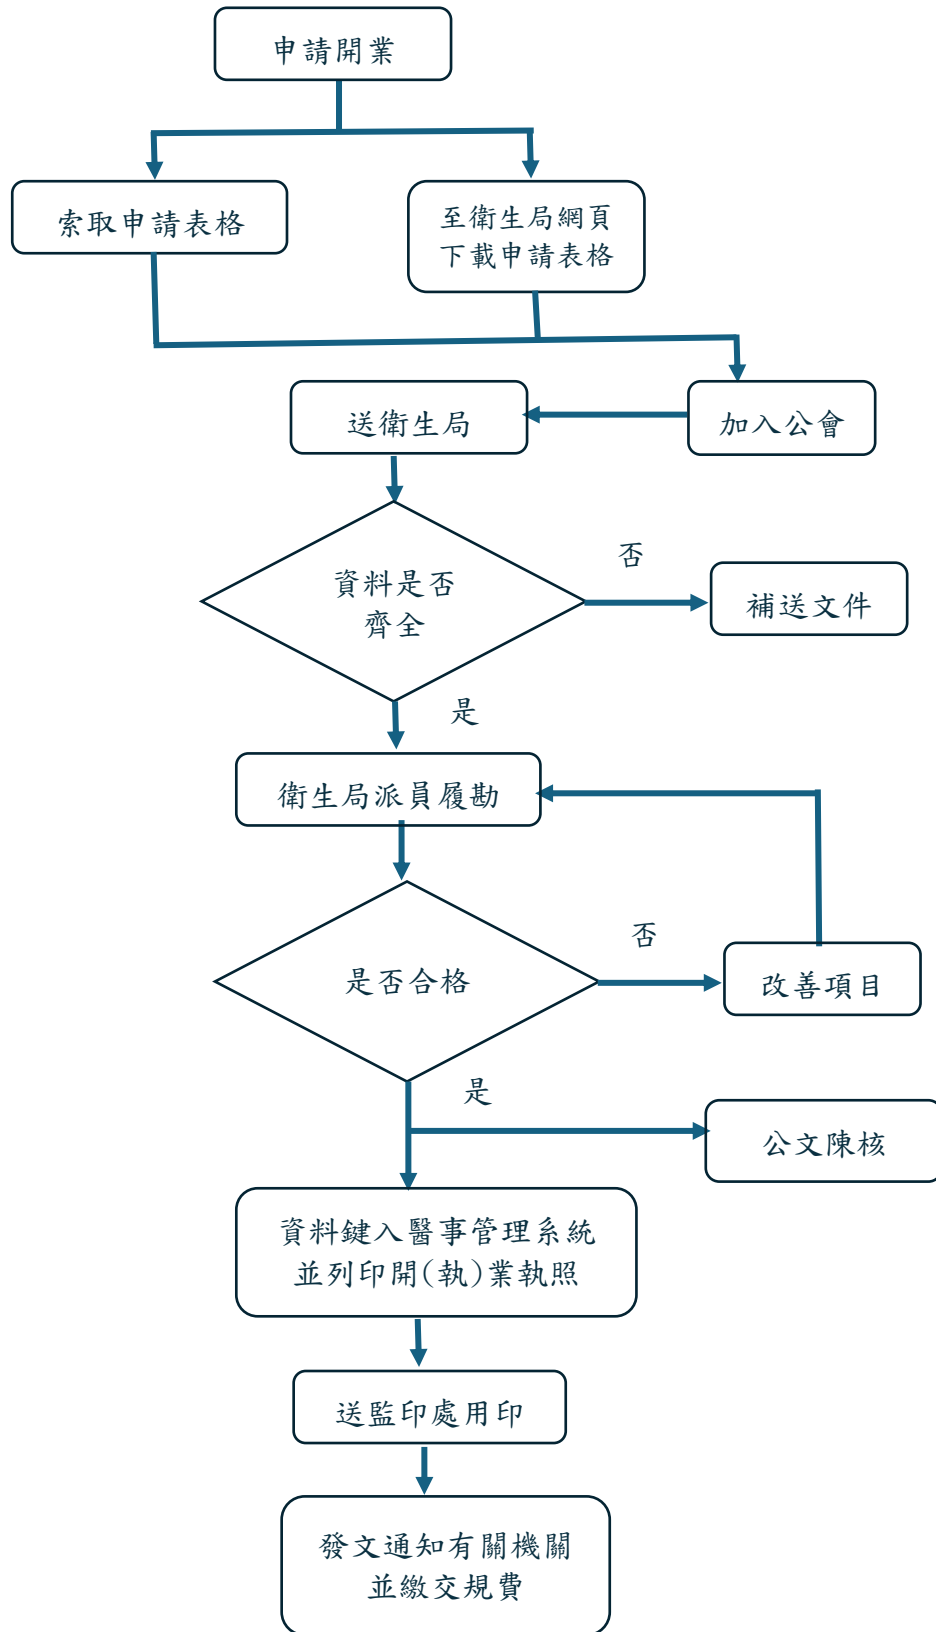 申請開業
索取申請表格
至衛生局網頁
下載申請表格
送衛生局
加入公會
資料是否
齊全
否
補送文件
是
衛生局派員履勘
是否合格
否
改善項目
是
公文陳核
資料鍵入醫事管理系統
並列印開(執)業執照
送監印處用印
發文通知有關機關
並繳交規費